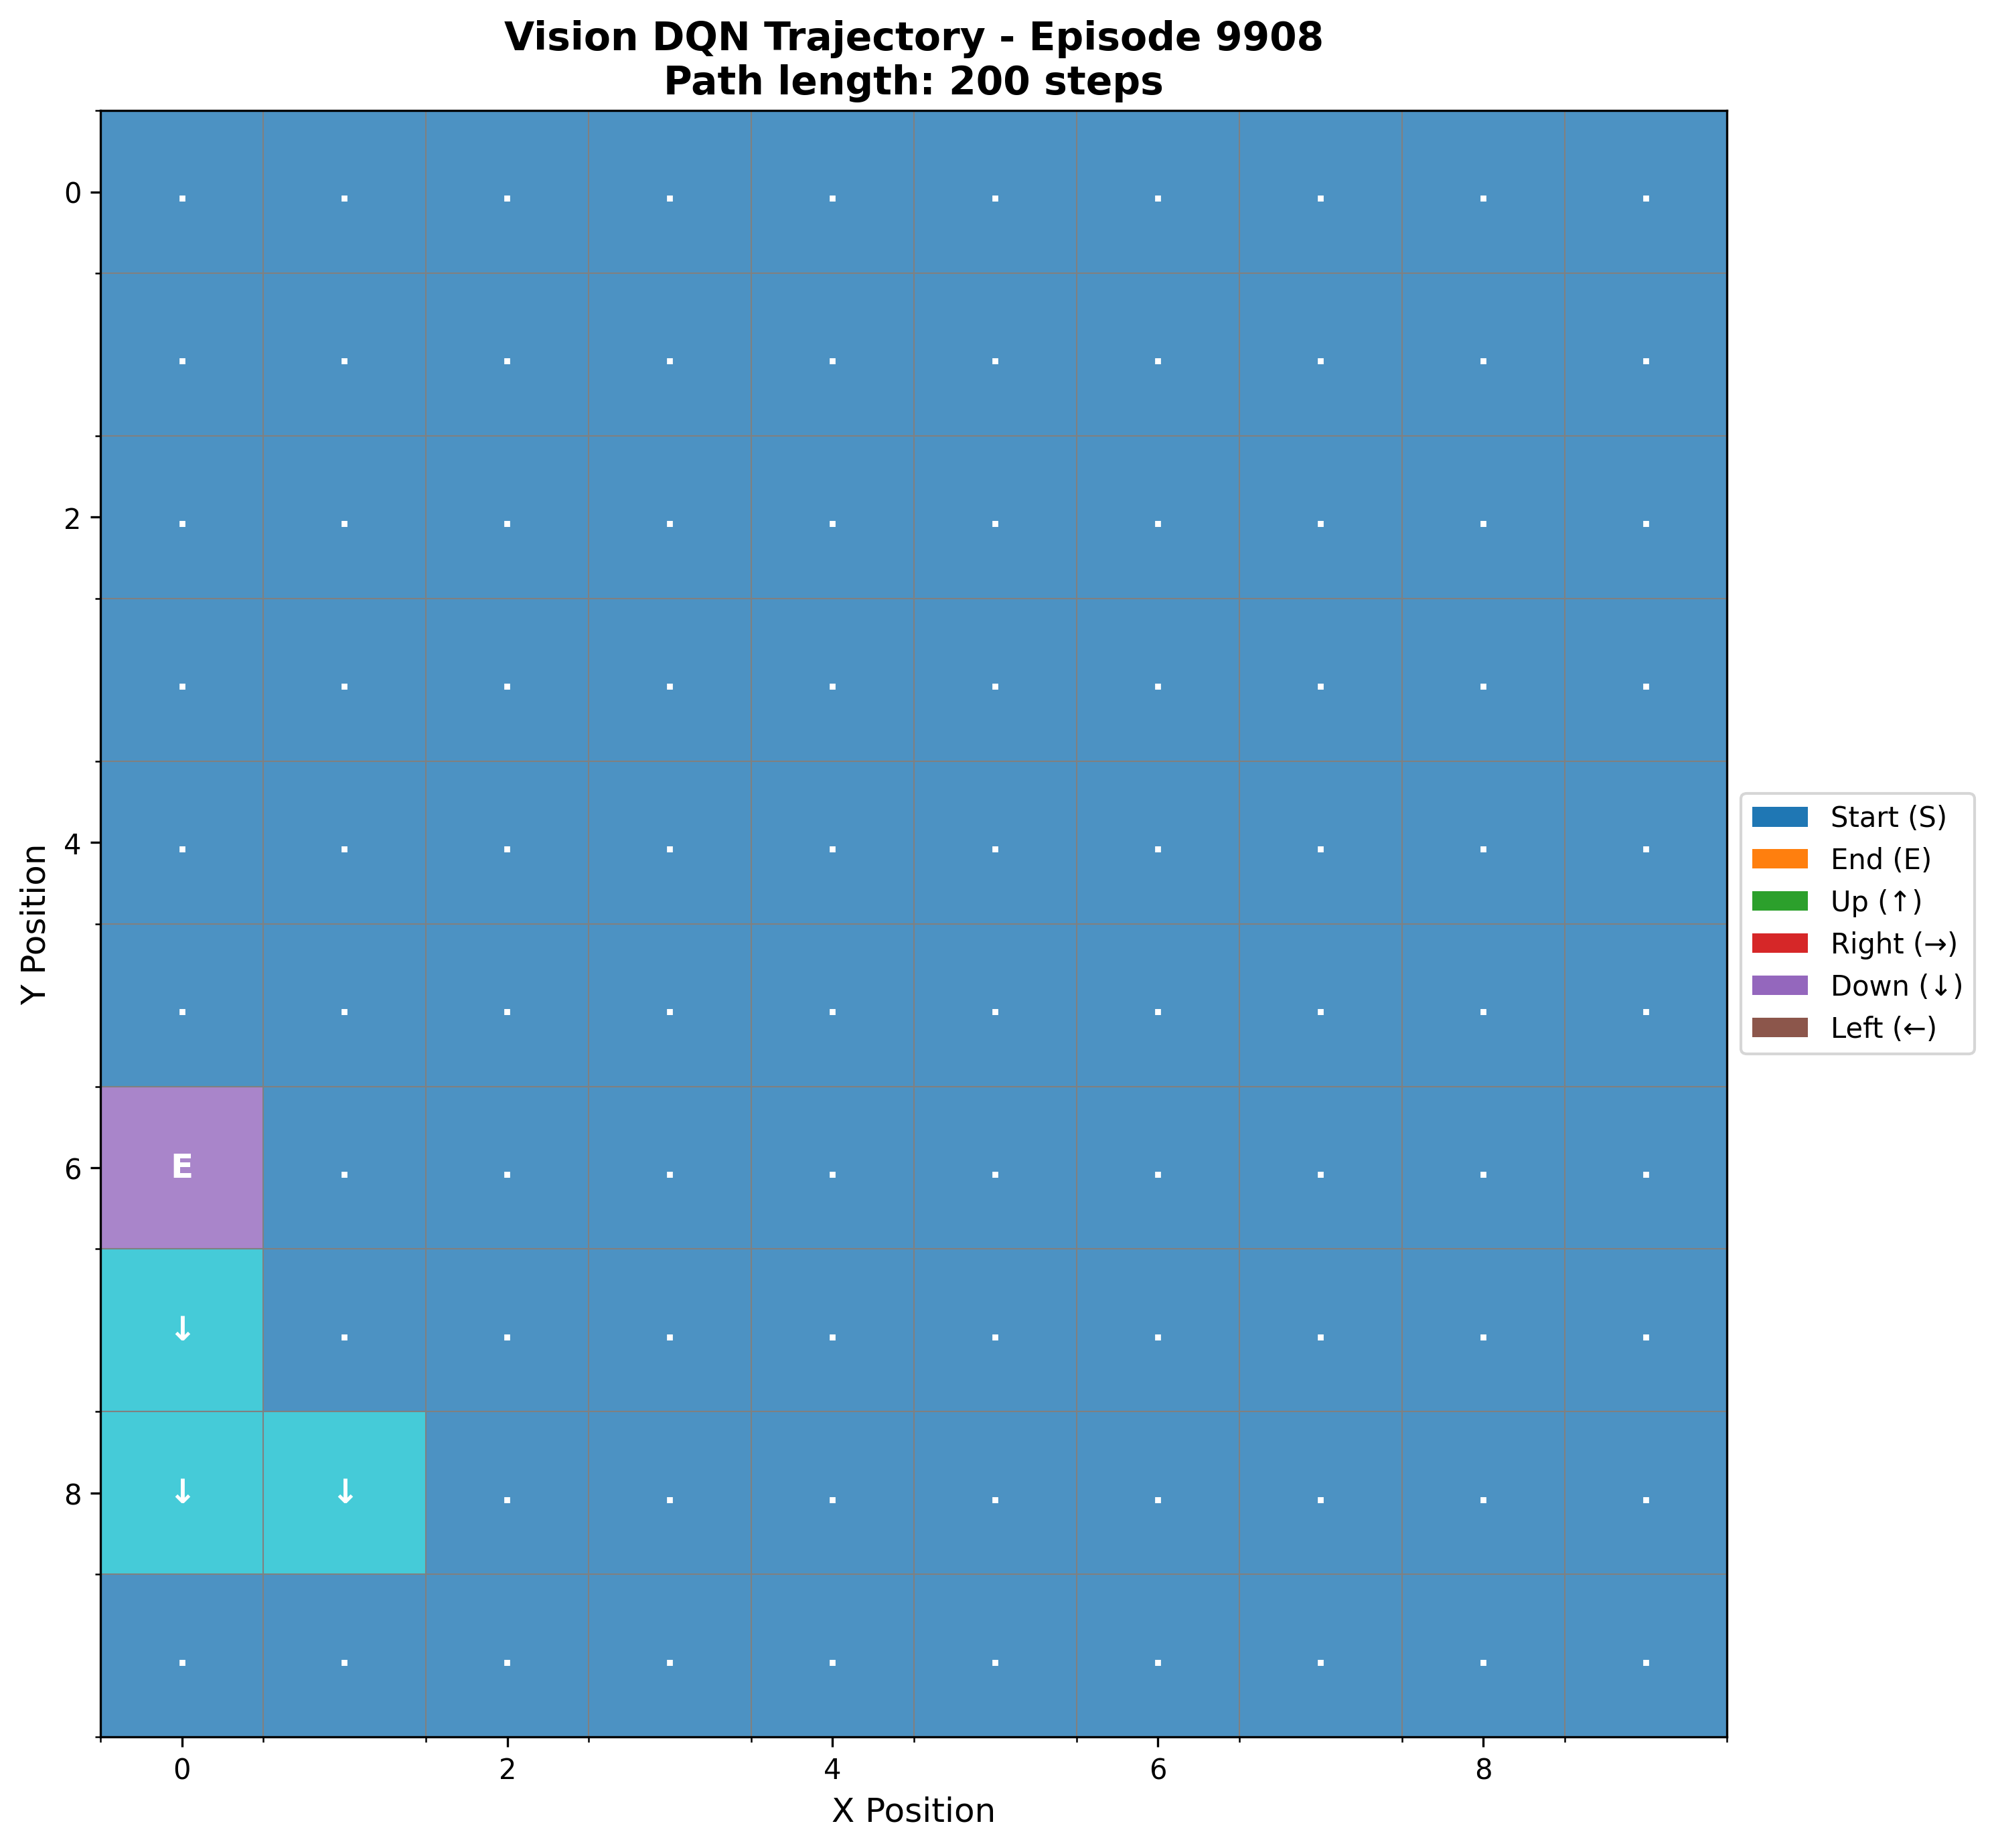 Vision DQN Trajectory - Episode 9908
Path length: 200 steps
0
2
4
6
8
Y Position
. . . . . . . . . .
. . . . . . . . . .
. . . . . . . . . .
. . . . . . . . . .
. . . . . . . . . .
. . . . . . . . . .
E . . . . . . . . .
↓ . . . . . . . . .
↓ ↓ . . . . . . . .
. . . . . . . . . .
0 2 4 6 8
X Position
Start (S)
End (E)
Up (↑)
Right (→)
Down (↓)
Left (←)